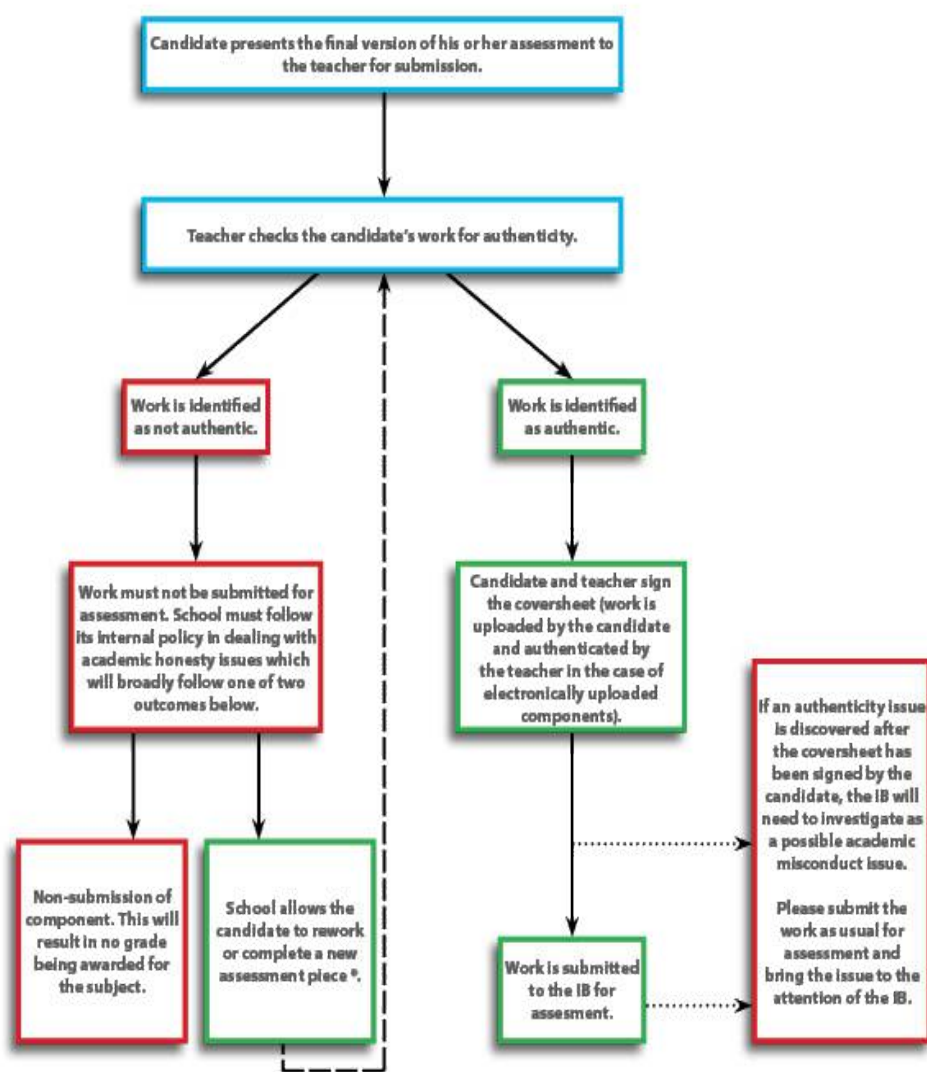 Candidate presents the final version of his or her assessment to
the teacher for submission.
Teacher checks the candidate's work for authenticity.
Work is identified
as not authentic.
Work is identified
as authentic.
Work must not be submitted for
assessment. School must follow
its internal policy in dealing with
academic honesty issues which
will broadly follow one of two
outcomes below.
Candidate and teacher sign
the coversheet (work is
uploaded by the candidate
and authenticated by
the teacher in the case of
electronically uploaded
components).
If an authenticity issue
is discovered after
the coversheet has
been signed by the
candidate, the IB will
need to investigate as
a possible academic
misconduct issue.
Please submit the
work as usual for
assessment and
bring the issue to the
attention of the IB.
Non-submission of
component. This will
result in no grade
being awarded for
the subject.
School allows the
candidate to rework
or complete a new
assessment piece *.
Work is submitted
to the IB for
assesment.